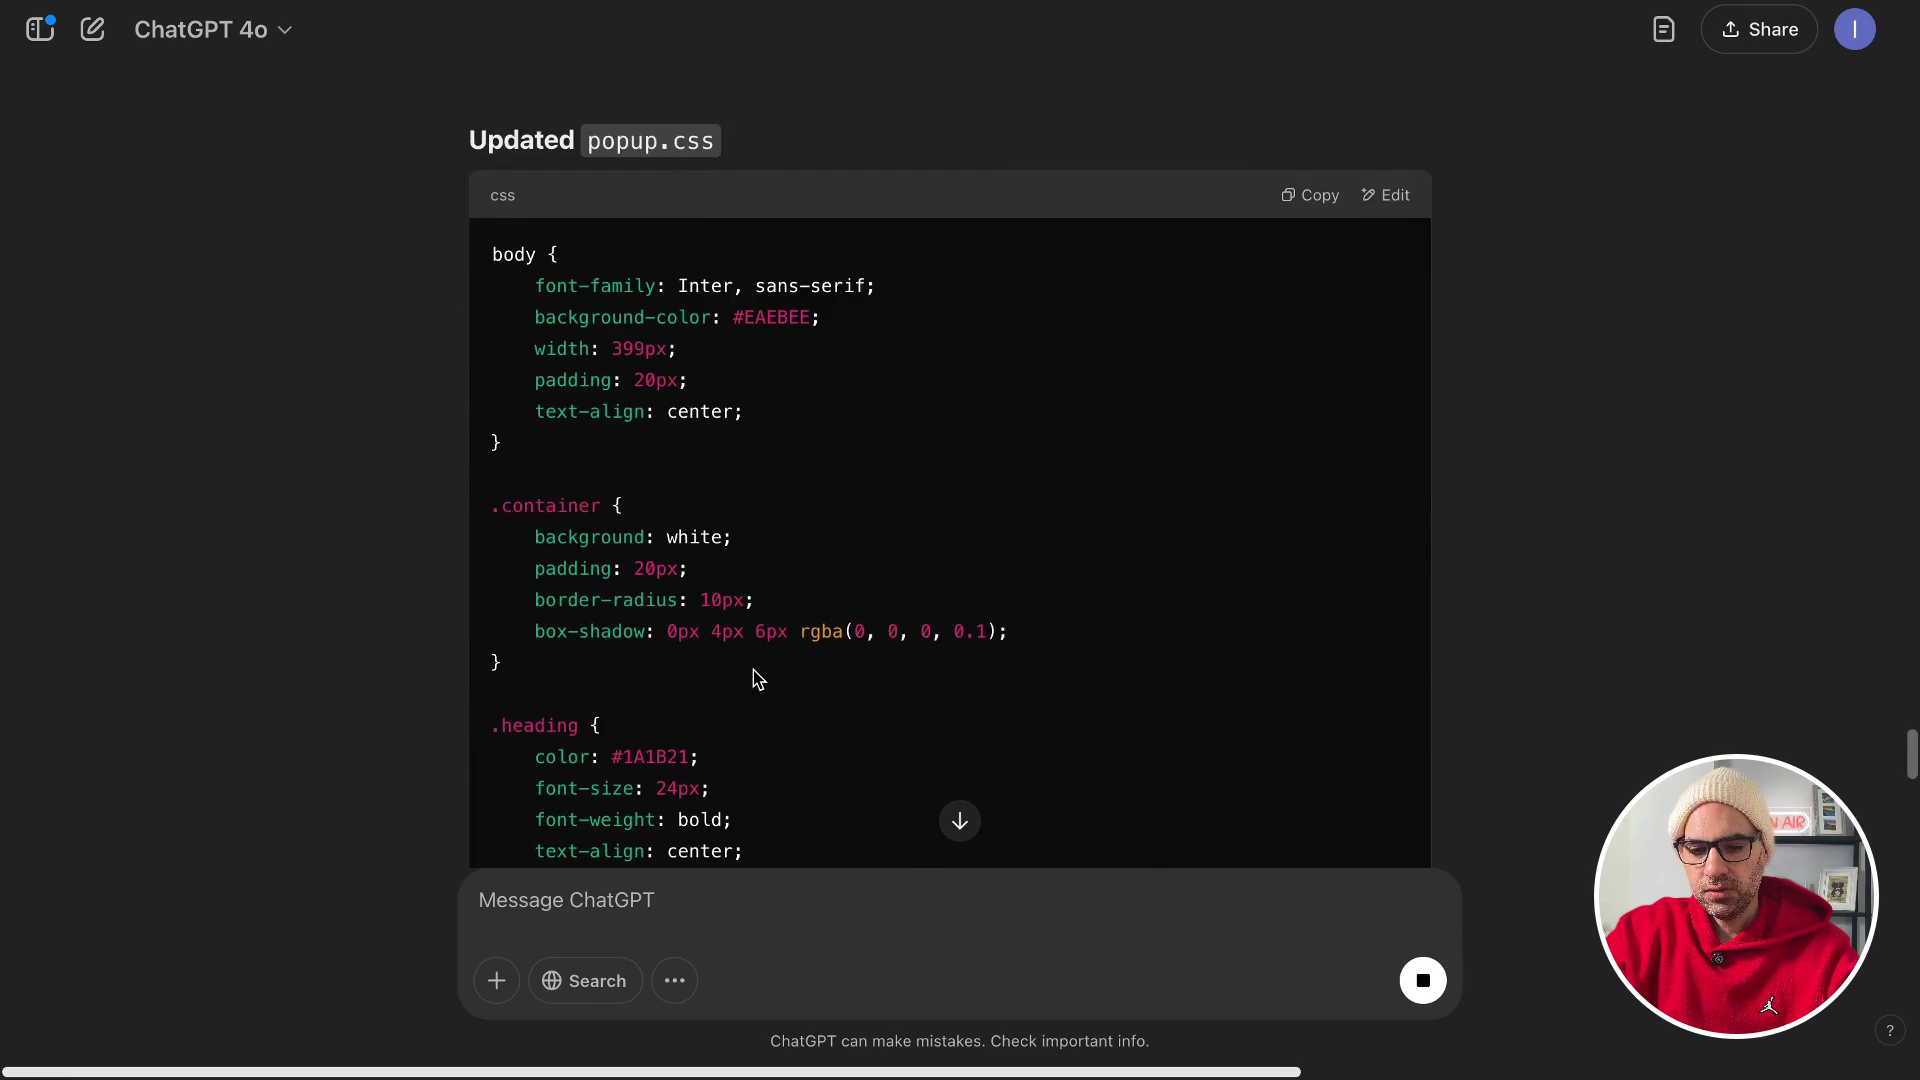 ChatGPT 4o
Share
I
Updated popup.css
css
Copy
Edit
body {
    font-family: Inter, sans-serif;
    background-color: #EAEBEE;
    width: 399px;
    padding: 20px;
    text-align: center;
}
.container {
    background: white;
    padding: 20px;
    border-radius: 10px;
    box-shadow: 0px 4px 6px rgba(0, 0, 0, 0.1);
}
.heading {
    color: #1A1B21;
    font-size: 24px;
    font-weight: bold;
    text-align: center;
Message ChatGPT
Search
ChatGPT can make mistakes. Check important info.
?
AIR